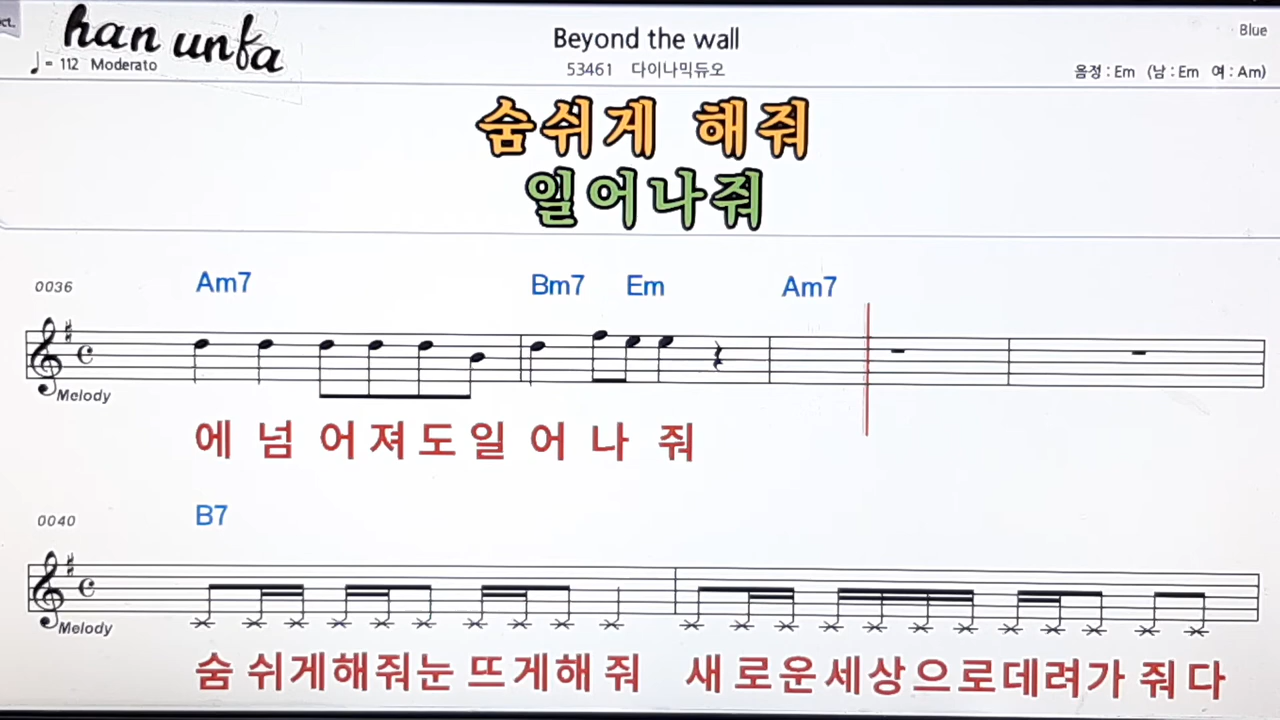 ct.
han unfa
Beyond the wall
Blue
♩= 112 Moderato
53461 다이나믹듀오
음정 : Em (남 : Em 여 : Am)
숨쉬게 해줘
일어나줘
0036 Am7 Bm7 Em Am7
Melody
에 넘 어 져 도 일 어 나 줘
0040 B7
Melody
숨 쉬게해줘눈 뜨게해 줘 새 로운세상으로데려가 줘 다